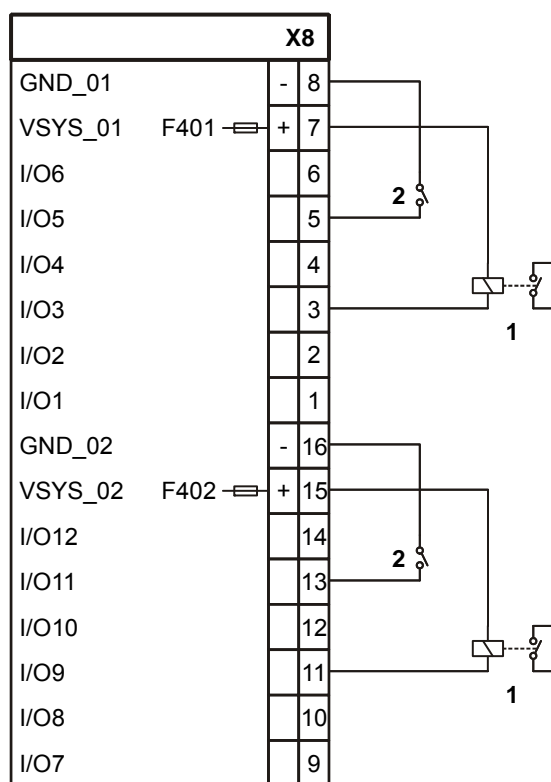 X8
GND_01 - 8
VSYS_01 F401 + 7
I/O6 6
2
I/O5 5
I/O4 4
I/O3 3
1
I/O2 2
I/O1 1
GND_02 - 16
VSYS_02 F402 + 15
I/O12 14
2
I/O11 13
I/O10 12
I/O9 11
1
I/O8 10
I/O7 9